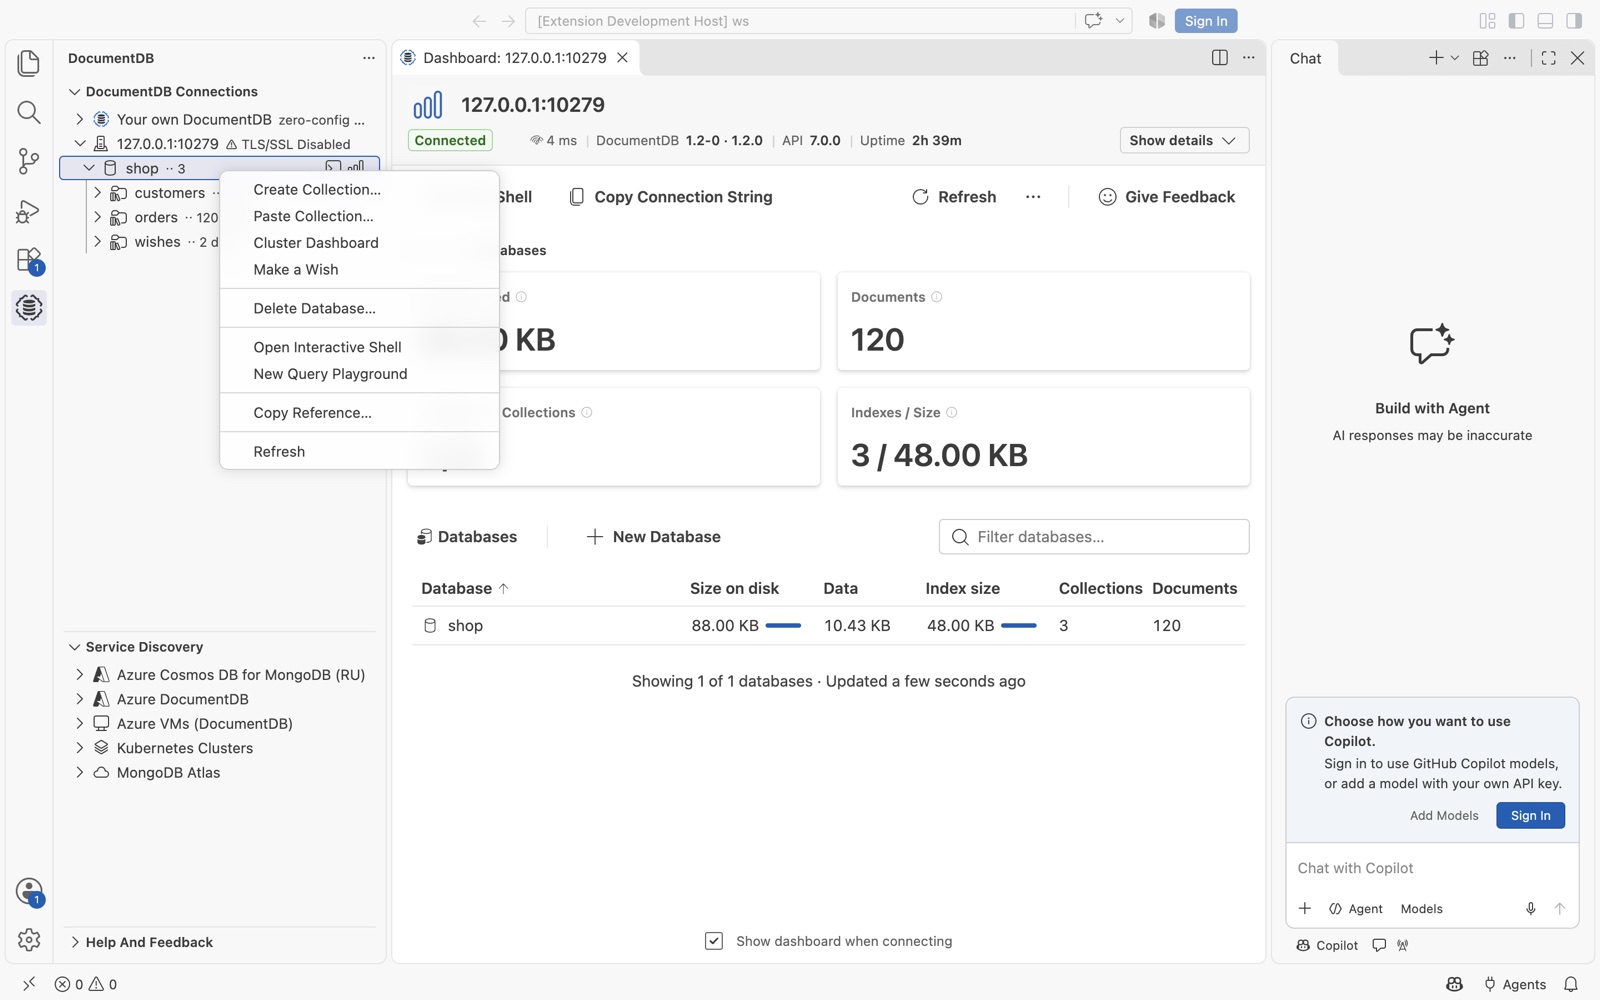 [Extension Development Host] ws
Sign In
DocumentDB
DocumentDB Connections
Your own DocumentDB zero-config ...
127.0.0.1:10279 TLS/SSL Disabled
shop ·· 3
customers ··
orders ·· 120
wishes ·· 2 d
Create Collection...
Paste Collection...
Cluster Dashboard
Make a Wish
Delete Database...
Open Interactive Shell
New Query Playground
Copy Reference...
Refresh
1
Service Discovery
Azure Cosmos DB for MongoDB (RU)
Azure DocumentDB
Azure VMs (DocumentDB)
Kubernetes Clusters
MongoDB Atlas
1
Help And Feedback
Dashboard: 127.0.0.1:10279
127.0.0.1:10279
Connected 4 ms DocumentDB 1.2-0 · 1.2.0 API 7.0.0 Uptime 2h 39m Show details
Shell Copy Connection String Refresh ... Give Feedback
KB
Documents
120
Collections
Indexes / Size
3 / 48.00 KB
Databases New Database Filter databases...
Database ↑ Size on disk Data Index size Collections Documents
shop 88.00 KB 10.43 KB 48.00 KB 3 120
Showing 1 of 1 databases · Updated a few seconds ago
Show dashboard when connecting
Chat
Build with Agent
AI responses may be inaccurate
Choose how you want to use
Copilot.
Sign in to use GitHub Copilot models,
or add a model with your own API key.
Add Models Sign In
Chat with Copilot
Agent Models
Copilot
0 0
Agents